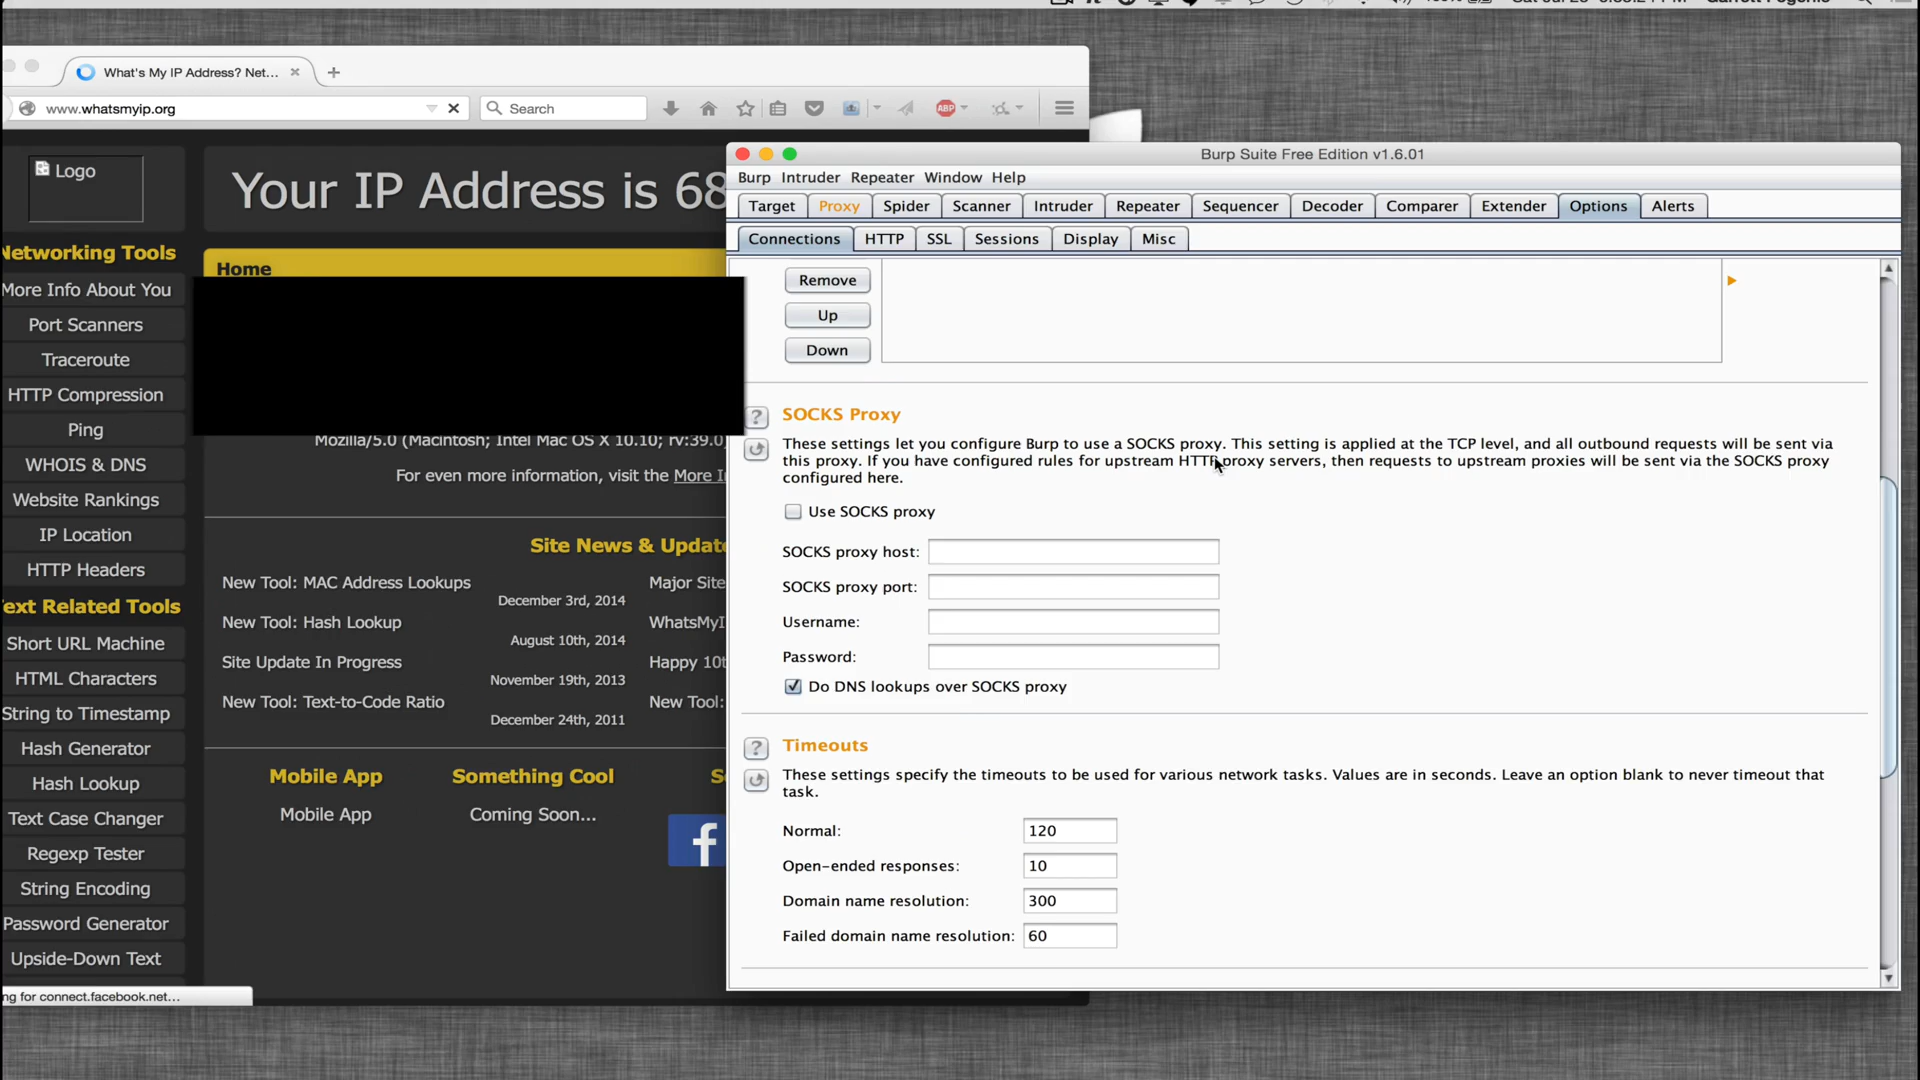 What's My IP Address? Net...
www.whatsmyip.org
Search
ABP
Logo
Your IP Address is 68
Networking Tools
More Info About You
Port Scanners
Traceroute
HTTP Compression
Ping
WHOIS & DNS
Website Rankings
IP Location
HTTP Headers
Text Related Tools
Short URL Machine
HTML Characters
String to Timestamp
Hash Generator
Hash Lookup
Text Case Changer
Regexp Tester
String Encoding
Password Generator
Upside-Down Text
ng for connect.facebook.net...
Home
Mozilla/5.0 (Macintosh; Intel Mac OS X 10.10; rv:39.0)
For even more information, visit the More I
Site News & Update
New Tool: MAC Address Lookups
December 3rd, 2014
New Tool: Hash Lookup
August 10th, 2014
Site Update In Progress
November 19th, 2013
New Tool: Text-to-Code Ratio
December 24th, 2011
Major Site
WhatsMyI
Happy 10t
New Tool:
Mobile App
Mobile App
Something Cool
Coming Soon...
S
f
Burp Suite Free Edition v1.6.01
Burp Intruder Repeater Window Help
Target Proxy Spider Scanner Intruder Repeater Sequencer Decoder Comparer Extender Options Alerts
Connections HTTP SSL Sessions Display Misc
Remove
Up
Down
? SOCKS Proxy
These settings let you configure Burp to use a SOCKS proxy. This setting is applied at the TCP level, and all outbound requests will be sent via
this proxy. If you have configured rules for upstream HTTP proxy servers, then requests to upstream proxies will be sent via the SOCKS proxy
configured here.
Use SOCKS proxy
SOCKS proxy host:
SOCKS proxy port:
Username:
Password:
Do DNS lookups over SOCKS proxy
? Timeouts
These settings specify the timeouts to be used for various network tasks. Values are in seconds. Leave an option blank to never timeout that
task.
Normal: 120
Open-ended responses: 10
Domain name resolution: 300
Failed domain name resolution: 60